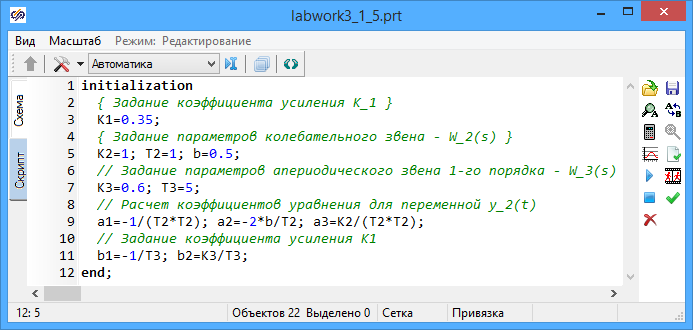 labwork3_1_5.prt
Вид Масштаб Режим: Редактирование
Автоматика
Схема
Скрипт
1 initialization
2 { Задание коэффициента усиления K_1 }
3 K1=0.35;
4 { Задание параметров колебательного звена - W_2(s) }
5 K2=1; T2=1; b=0.5;
6 // Задание параметров апериодического звена 1-го порядка - W_3(s)
7 K3=0.6; T3=5;
8 // Расчет коэффициентов уравнения для переменной y_2(t)
9 a1=-1/(T2*T2); a2=-2*b/T2; a3=K2/(T2*T2);
10 // Задание коэффициента усиления K1
11 b1=-1/T3; b2=K3/T3;
12 end;
12: 5 Объектов 22 Выделено 0 Сетка Привязка